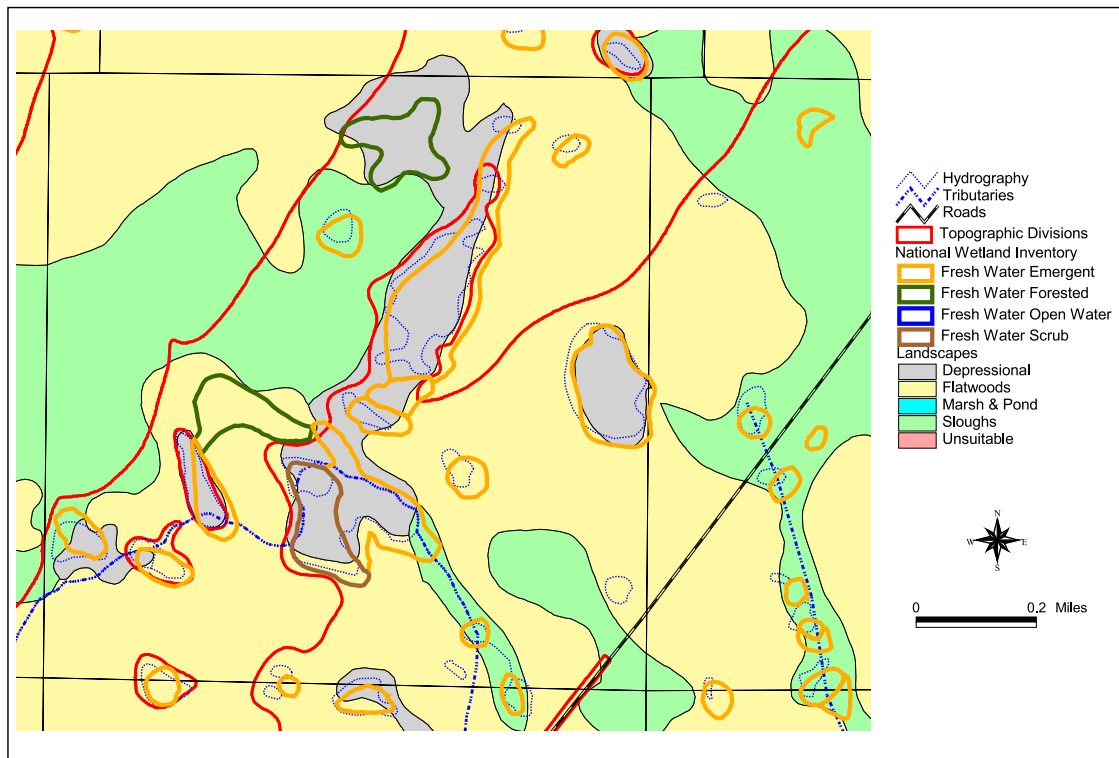 Hydrography
Tributaries
Roads
Topographic Divisions
National Wetland Inventory
Fresh Water Emergent
Fresh Water Forested
Fresh Water Open Water
Fresh Water Scrub
Landscapes
Depressional
Flatwoods
Marsh & Pond
Sloughs
Unsuitable
N
W E
S
0 0.2 Miles